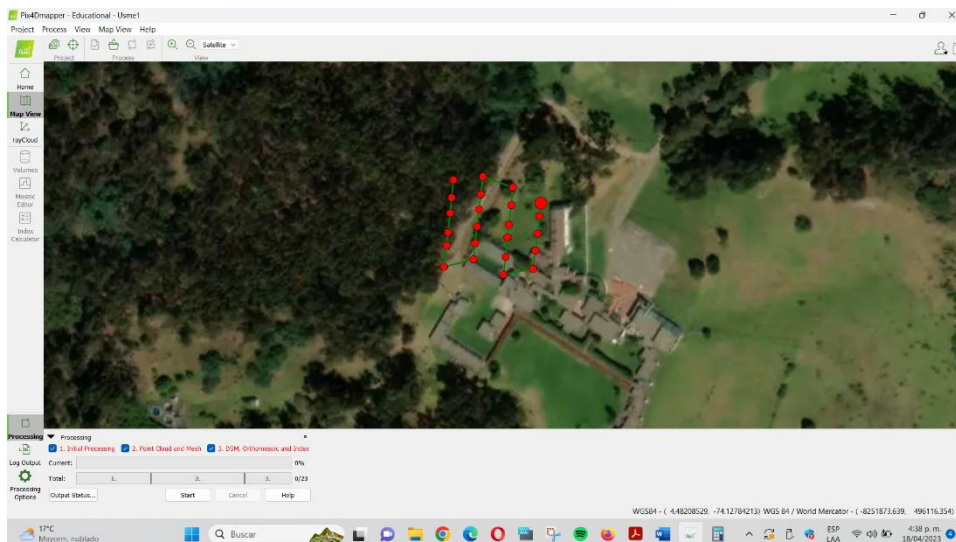 Pix4Dmapper - Educational - Usme1
Project Process View Map View Help
Satellite
Project Process View
Home
Map View
rayCloud
Volumes
Mosaic
Editor
Index
Calculator
Processing
Processing
1. Initial Processing 2. Point Cloud and Mesh 3. DSM, Orthomosaic and Index
Log Output
Current: 0%
Total: 1. 2. 3. 0/23
Processing
Options
Output Status... Start Cancel Help
WGS84 - ( 4.48208529, -74.12784213) WGS 84 / World Mercator - ( -8251873.639, 496116.354)
17°C
Mayorm. nublado
Buscar
ESP
LAA
4:38 p. m.
18/04/2023